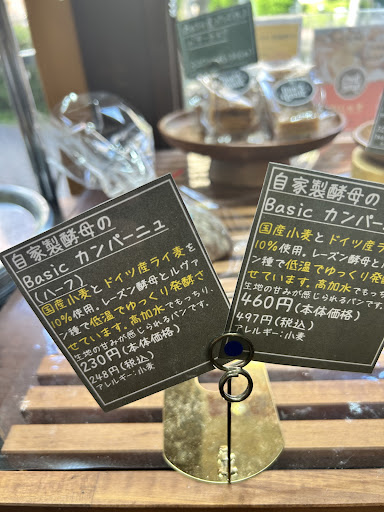 自家製酵母の
Basic カンパーニュ
(ハーフ)
国産小麦とドイツ産ライ麦を
10%使用。レーズン酵母とルヴァ
ン種で低温でゆっくり発酵さ
せています。高加水でもっちり、
生地の甘みが感じられるパンです。
230円(本体価格)
248円(税込)
アレルギー:小麦
自家製酵母の
Basic カンパー
国産小麦とドイツ産ライ
10%使用。レーズン酵母と
ン種で低温でゆっくり発
せています。高加水でもっ
生地の甘みが感じられるパンで
460円(本体価格)
497円(税込)
アレルギー:小麦